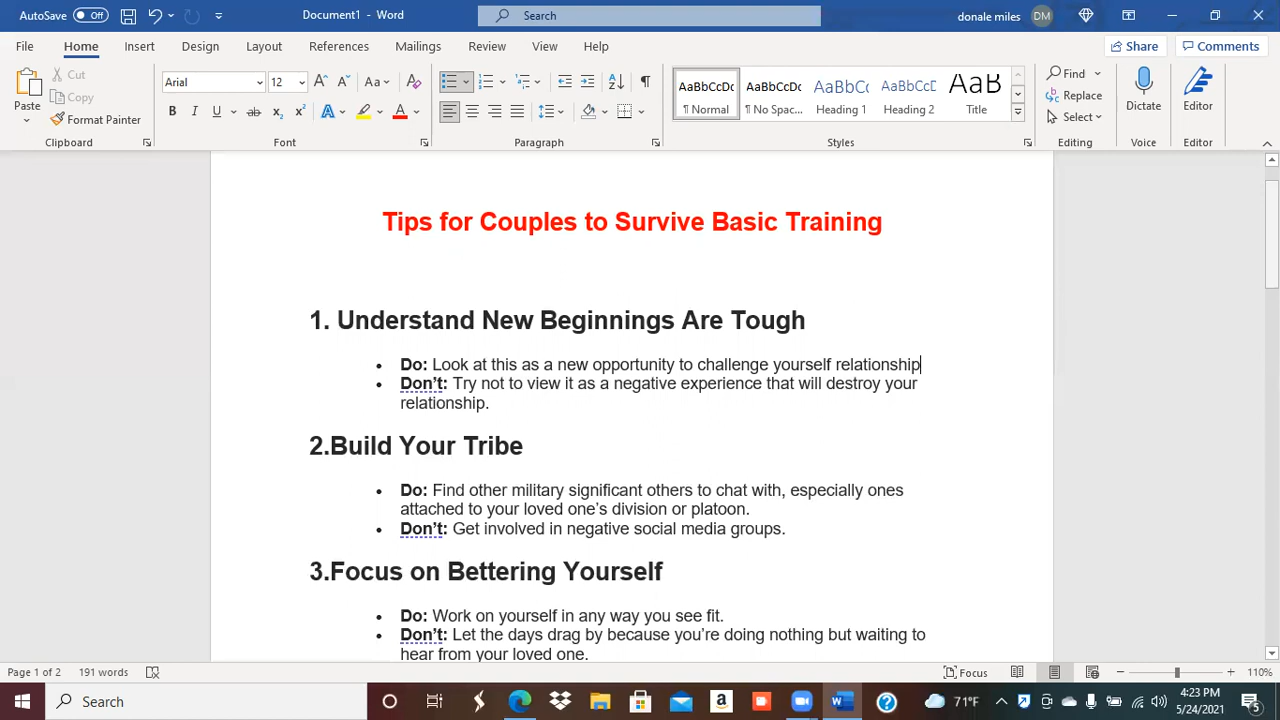 AutoSave Off Document1 - Word Search donale miles DM
File Home Insert Design Layout References Mailings Review View Help Share Comments
Paste Cut Copy Format Painter Clipboard
Arial 12 Font
Paragraph
AaBbCcDc ¶ Normal AaBbCcDc ¶ No Spac... AaBbCc Heading 1 AaBbCcD Heading 2 AaB Title Styles
Find Replace Select Editing
Dictate Voice
Editor Editor
Tips for Couples to Survive Basic Training
1. Understand New Beginnings Are Tough
• Do: Look at this as a new opportunity to challenge yourself relationship
• Don’t: Try not to view it as a negative experience that will destroy your
relationship.
2.Build Your Tribe
• Do: Find other military significant others to chat with, especially ones
attached to your loved one’s division or platoon.
• Don’t: Get involved in negative social media groups.
3.Focus on Bettering Yourself
• Do: Work on yourself in any way you see fit.
• Don’t: Let the days drag by because you’re doing nothing but waiting to
hear from your loved one.
Page 1 of 2 191 words Focus 110%
Search 71°F 4:23 PM
5/24/2021 5